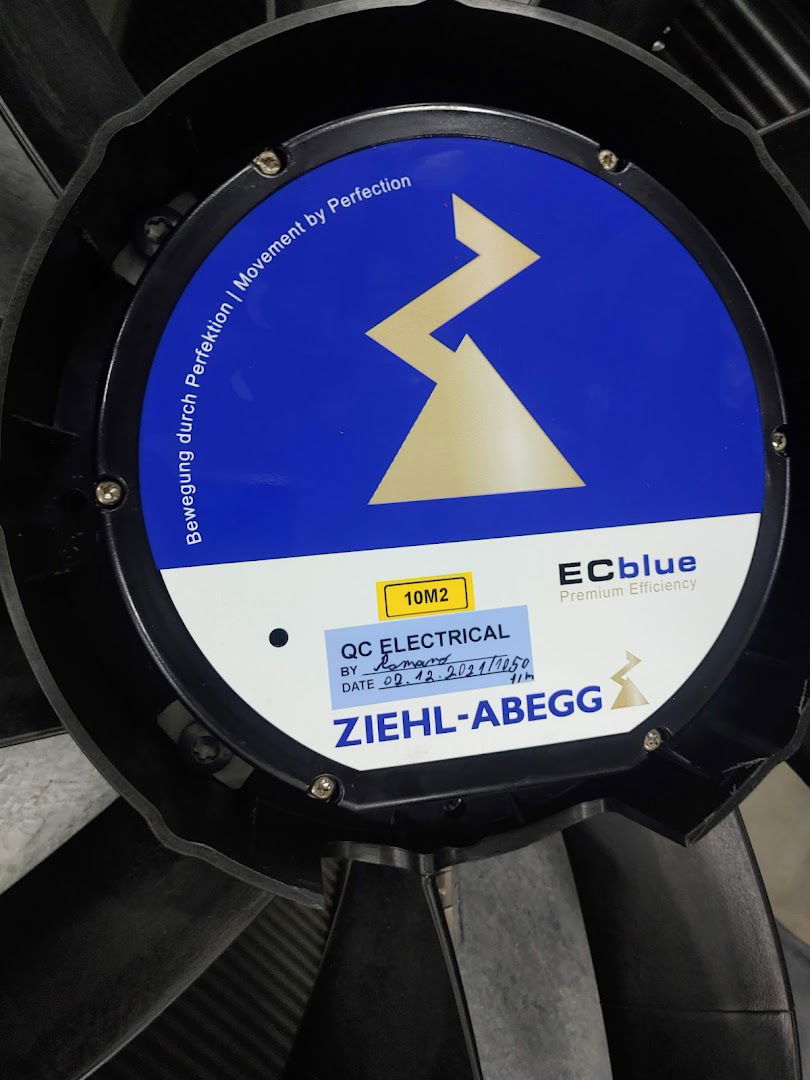 Bewegung durch Perfektion | Movement by Perfection
ECblue
Premium Efficiency
10M2
QC ELECTRICAL
BY Romano
DATE 02.12.2021/1050
ZIEHL-ABEGG